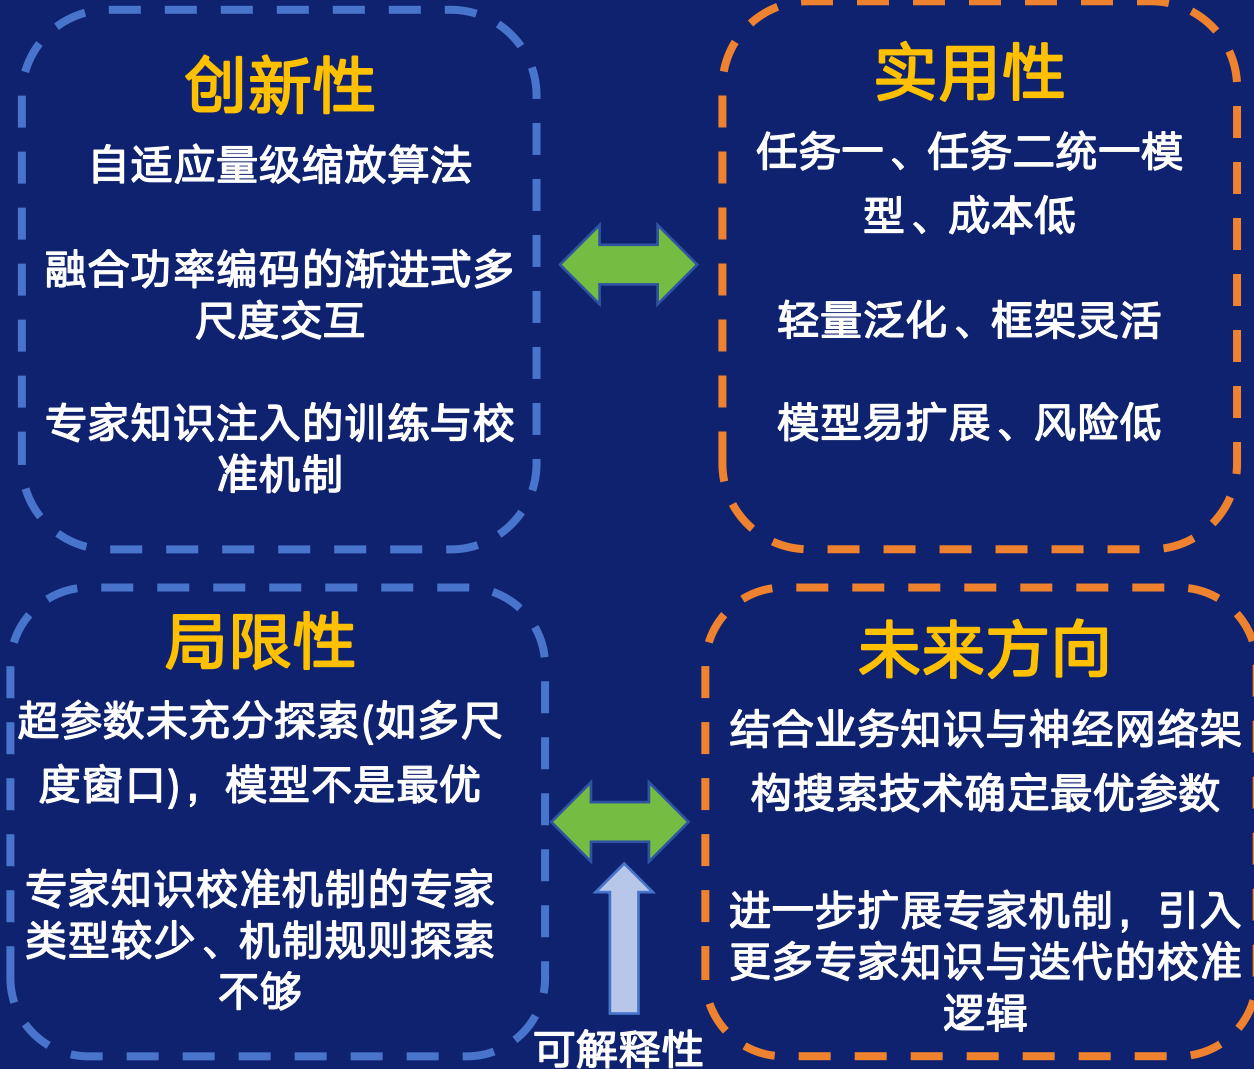 创新性
自适应量级缩放算法
融合功率编码的渐进式多
尺度交互
专家知识注入的训练与校
准机制
实用性
任务一、任务二统一模
型、成本低
轻量泛化、框架灵活
模型易扩展、风险低
局限性
超参数未充分探索(如多尺
度窗口)，模型不是最优
专家知识校准机制的专家
类型较少、机制规则探索
不够
未来方向
结合业务知识与神经网络架
构搜索技术确定最优参数
进一步扩展专家机制，引入
更多专家知识与迭代的校准
逻辑
可解释性